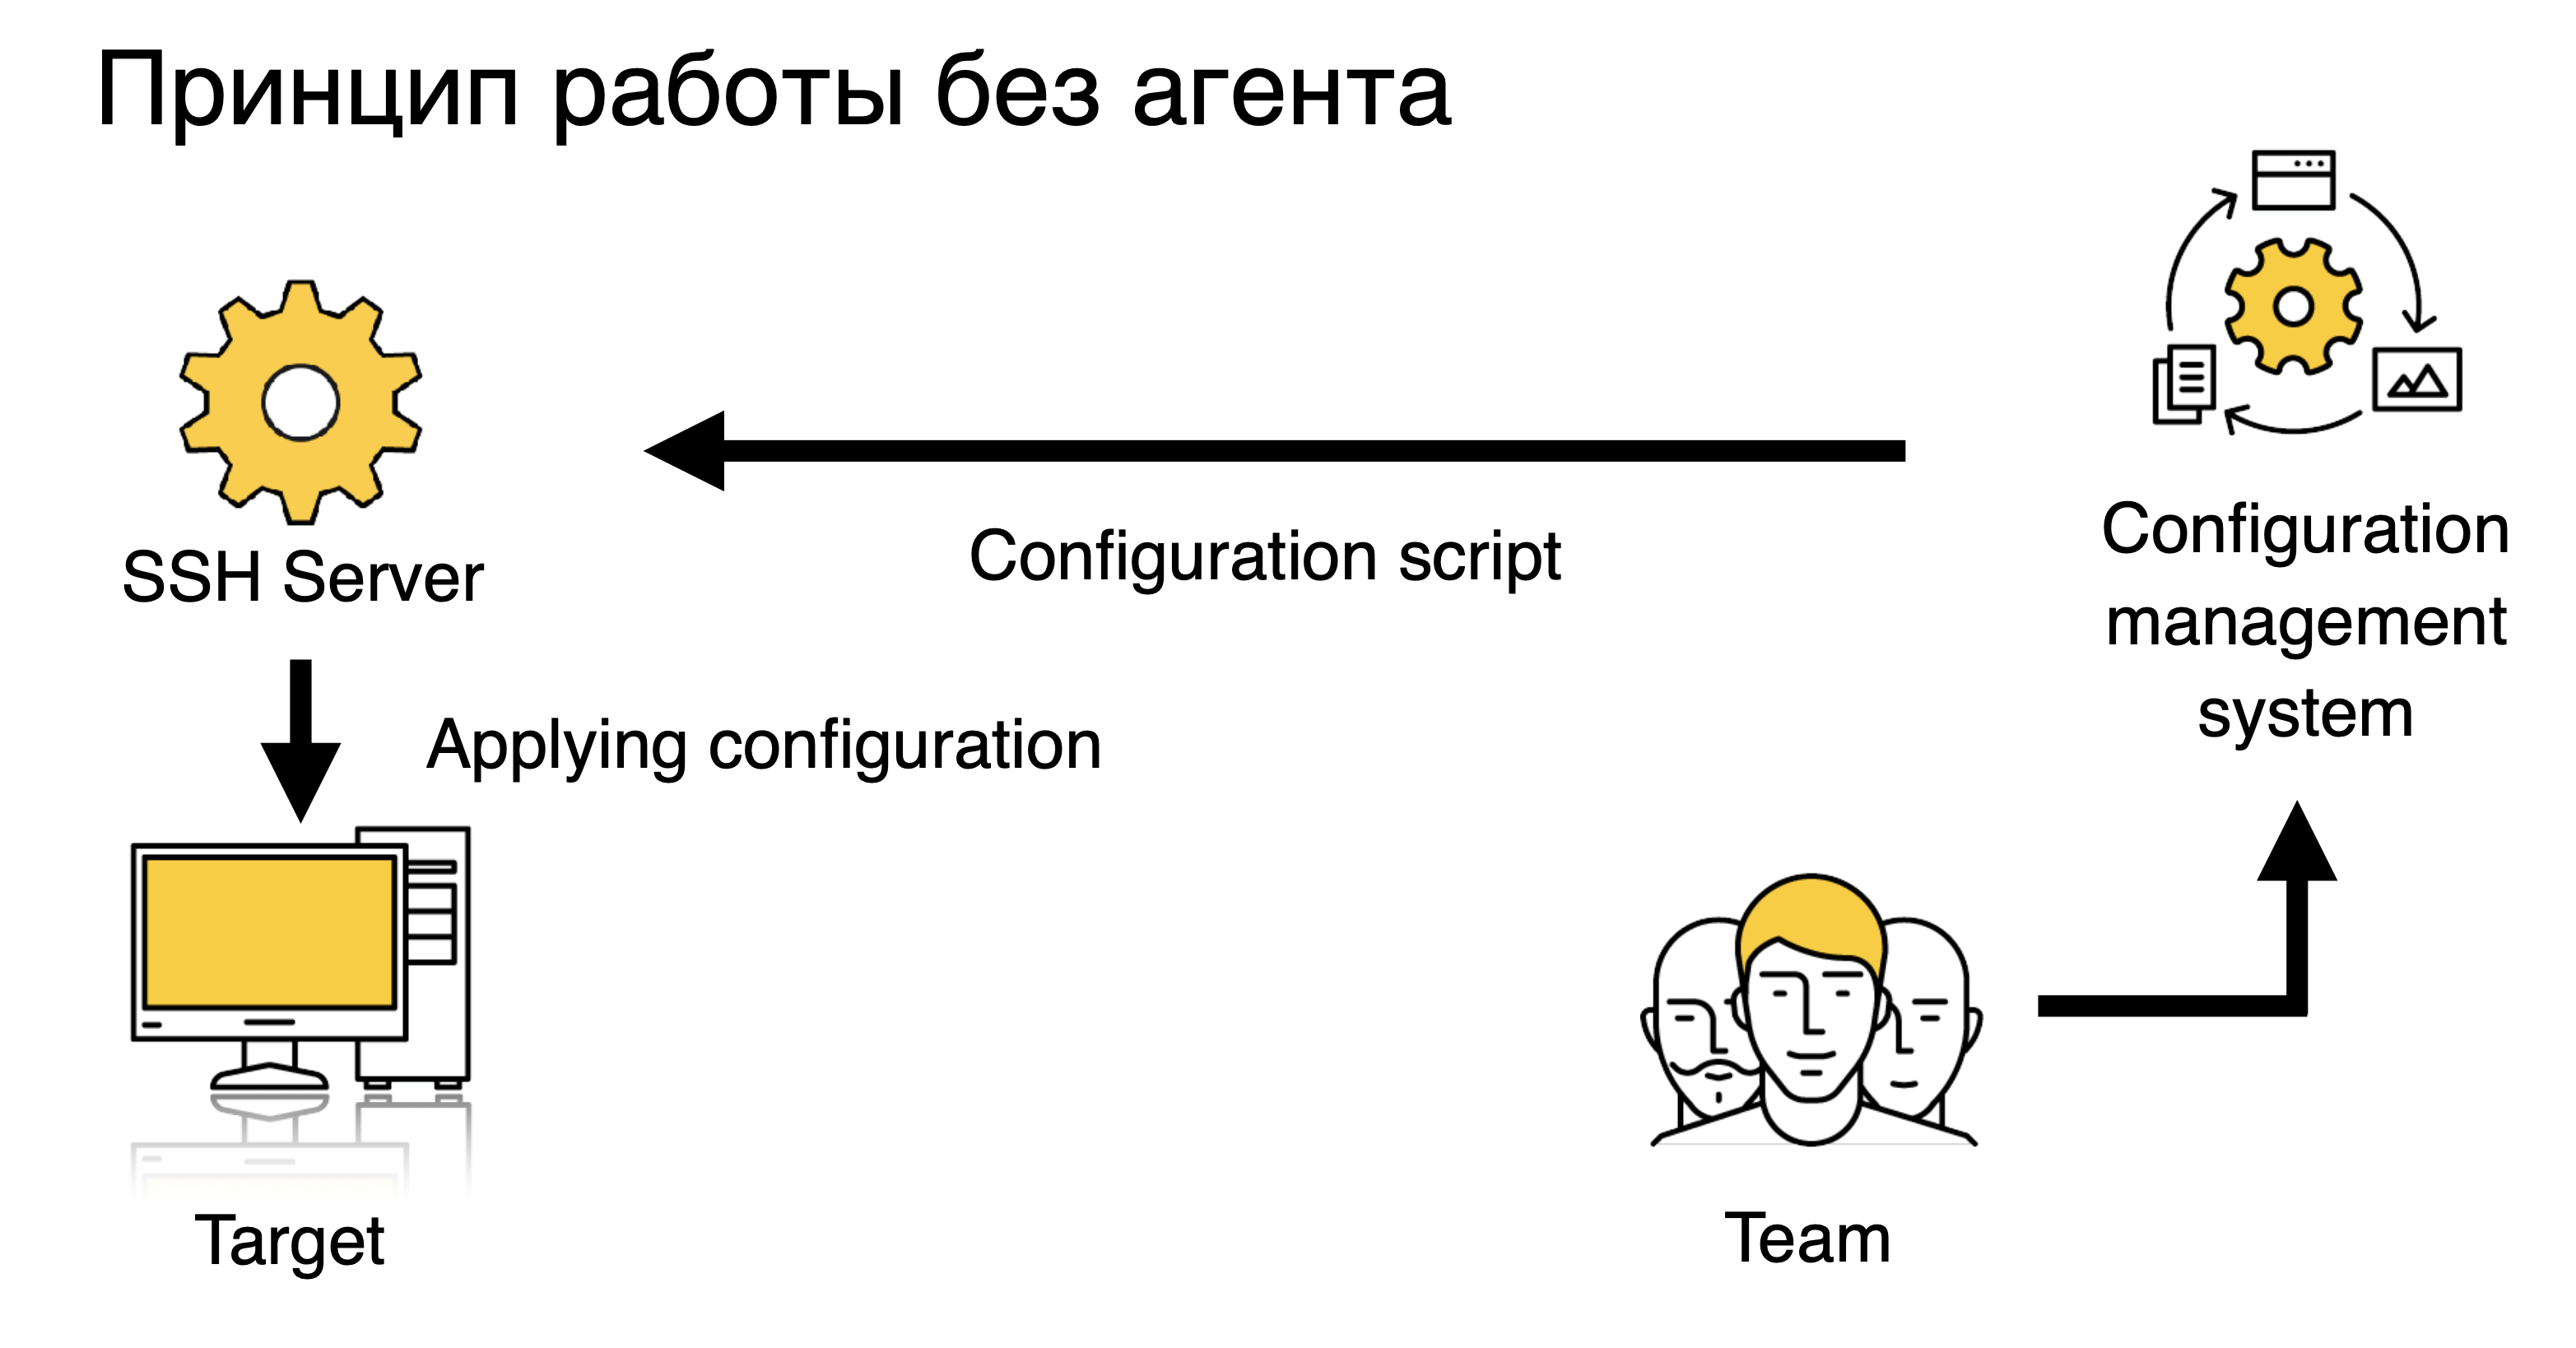 Принцип работы без агента
SSH Server
Configuration script
Configuration
management
system
Applying configuration
Target
Team